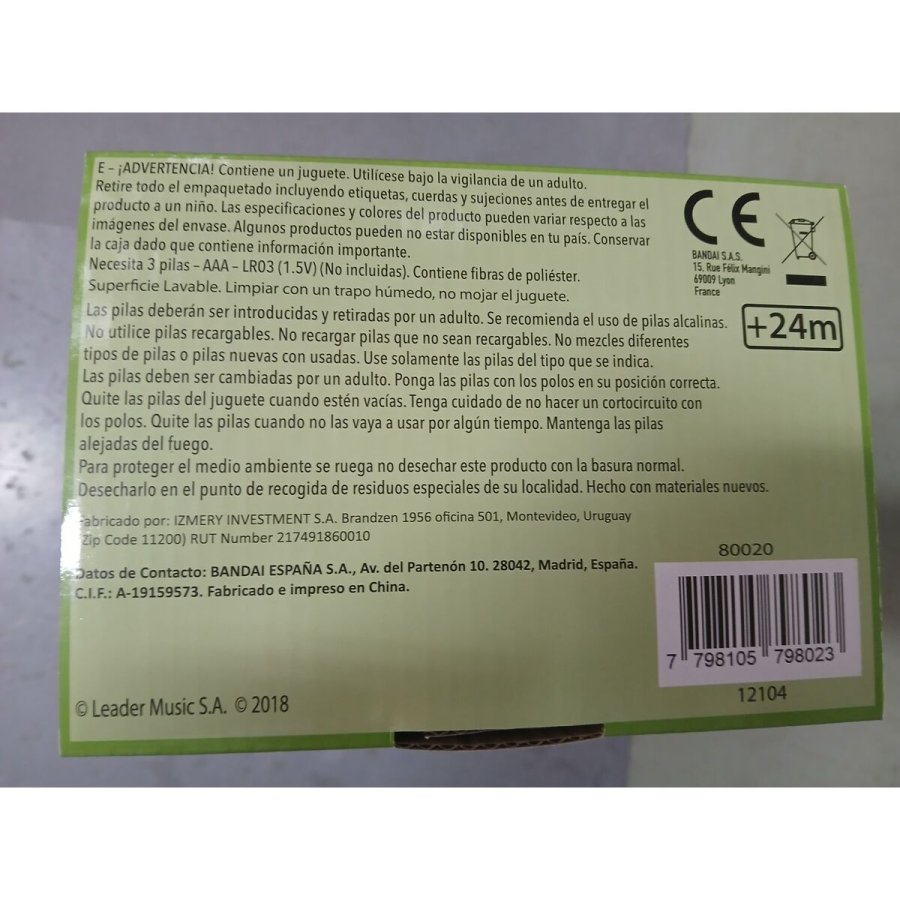 E – ¡ADVERTENCIA! Contiene un juguete. Utilícese bajo la vigilancia de un adulto.
Retire todo el empaquetado incluyendo etiquetas, cuerdas y sujeciones antes de entregar el
producto a un niño. Las especificaciones y colores del producto pueden variar respecto a las
imágenes del envase. Algunos productos pueden no estar disponibles en tu país. Conservar
la caja dado que contiene información importante.
Necesita 3 pilas – AAA – LR03 (1.5V) (No incluidas). Contiene fibras de poliéster.
Superficie Lavable. Limpiar con un trapo húmedo, no mojar el juguete.
Las pilas deberán ser introducidas y retiradas por un adulto. Se recomienda el uso de pilas alcalinas.
No utilice pilas recargables. No recargar pilas que no sean recargables. No mezcles diferentes
tipos de pilas o pilas nuevas con usadas. Use solamente las pilas del tipo que se indica.
Las pilas deben ser cambiadas por un adulto. Ponga las pilas con los polos en su posición correcta.
Quite las pilas del juguete cuando estén vacías. Tenga cuidado de no hacer un cortocircuito con
los polos. Quite las pilas cuando no las vaya a usar por algún tiempo. Mantenga las pilas
alejadas del fuego.
Para proteger el medio ambiente se ruega no desechar este producto con la basura normal.
Desecharlo en el punto de recogida de residuos especiales de su localidad. Hecho con materiales nuevos.
Fabricado por: IZMERY INVESTMENT S.A. Brandzen 1956 oficina 501, Montevideo, Uruguay
(Zip Code 11200) RUT Number 217491860010
Datos de Contacto: BANDAI ESPAÑA S.A., Av. del Partenón 10. 28042, Madrid, España.
C.I.F.: A-19159573. Fabricado e impreso en China.
© Leader Music S.A. © 2018
CE
BANDAI S.A.S.
15, Rue Félix Mangini
69009 Lyon
France
+24m
80020
7 798105 798023
12104